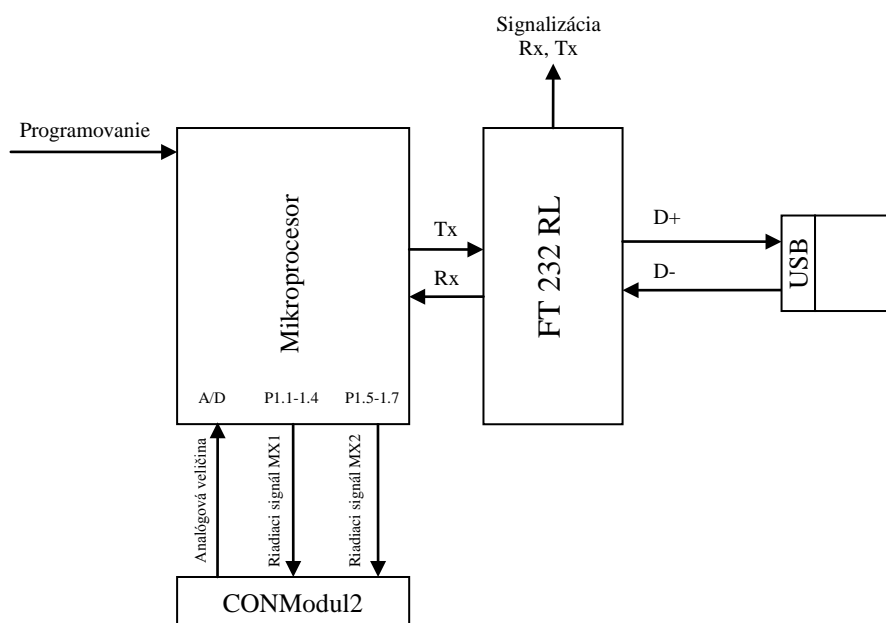 Signalizácia
Rx, Tx
Programovanie
Mikroprocesor
Tx
Rx
FT 232 RL
D+
D-
USB
A/D
P1.1-1.4
P1.5-1.7
Analógová veličina
Riadiaci signál MX1
Riadiaci signál MX2
CONModul2